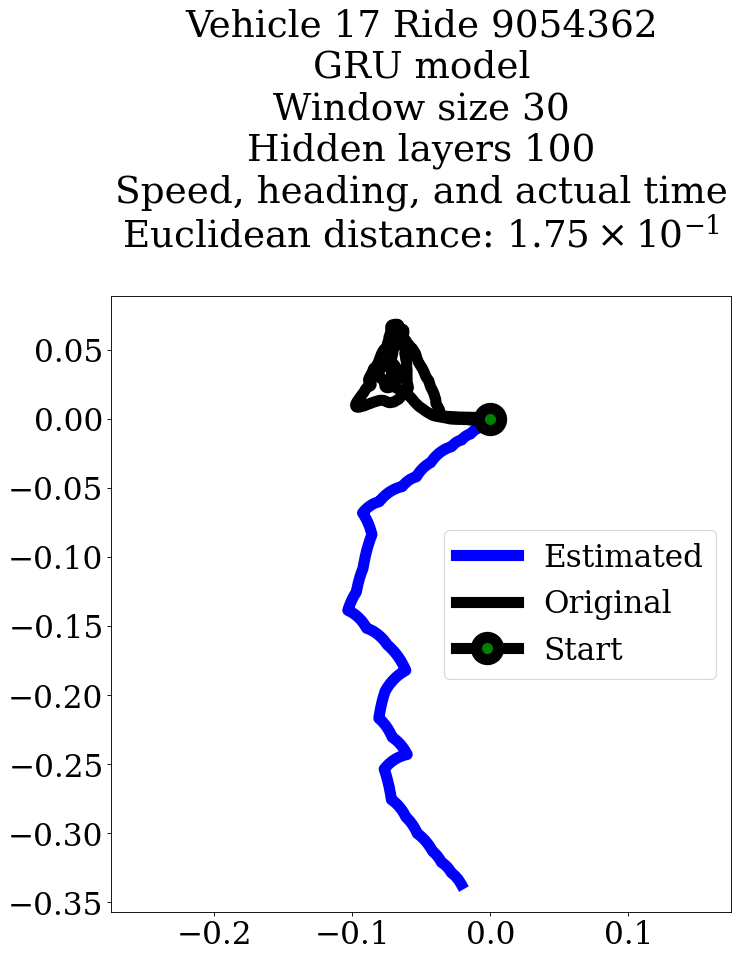 Vehicle 17 Ride 9054362
GRU model
Window size 30
Hidden layers 100
Speed, heading, and actual time
Euclidean distance: 1.75 × 10⁻¹
0.05
0.00
−0.05
−0.10
−0.15
−0.20
−0.25
−0.30
−0.35
Estimated
Original
Start
−0.2 −0.1 0.0 0.1